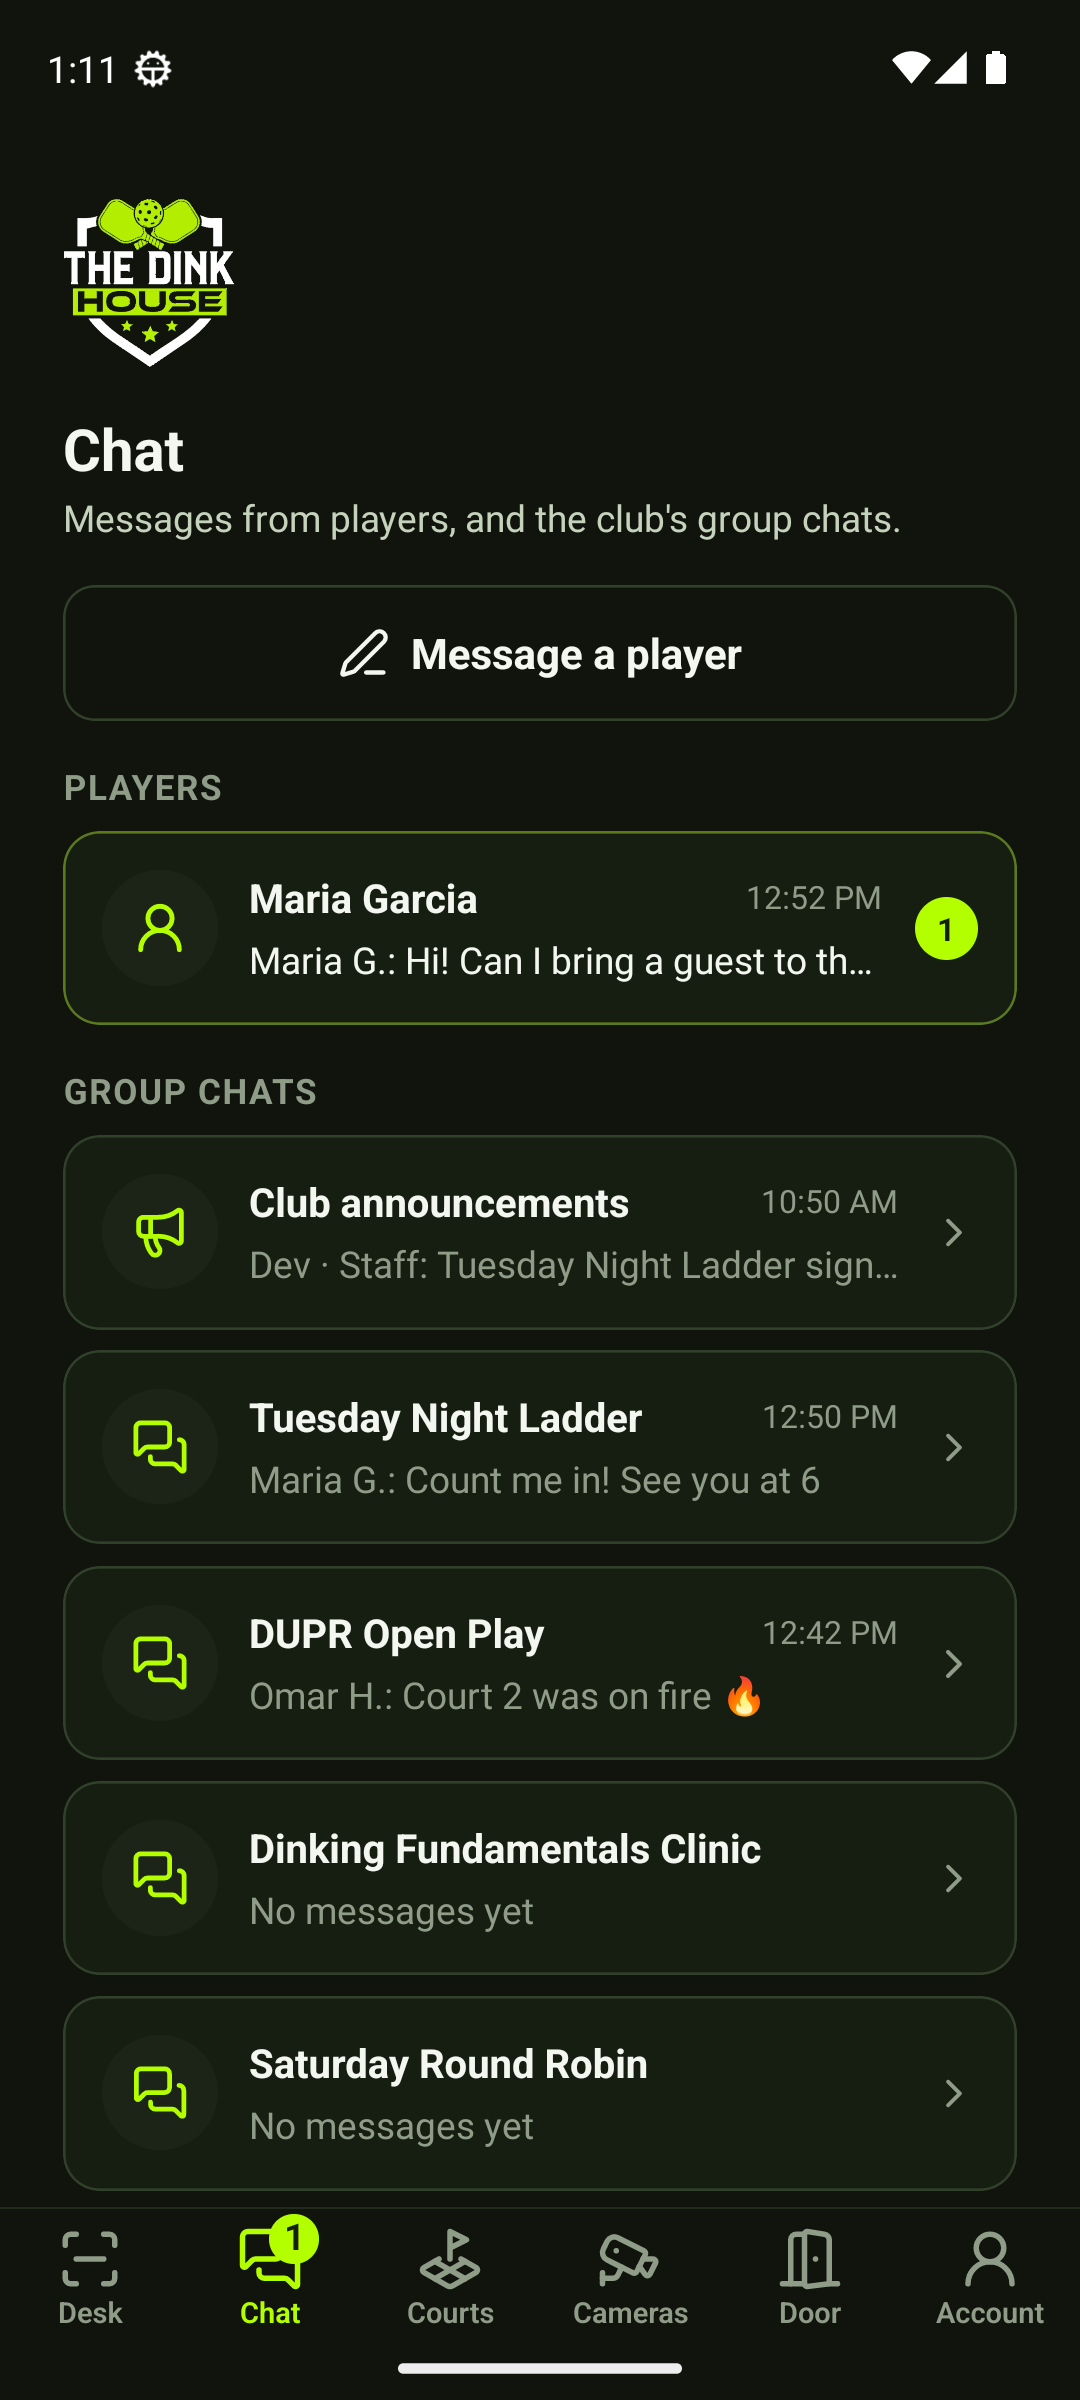 1:11
THE DINK
HOUSE
Chat
Messages from players, and the club's group chats.
Message a player
PLAYERS
Maria Garcia
12:52 PM
Maria G.: Hi! Can I bring a guest to th…
1
GROUP CHATS
Club announcements
10:50 AM
Dev · Staff: Tuesday Night Ladder sign…
Tuesday Night Ladder
12:50 PM
Maria G.: Count me in! See you at 6
DUPR Open Play
12:42 PM
Omar H.: Court 2 was on fire 🔥
Dinking Fundamentals Clinic
No messages yet
Saturday Round Robin
No messages yet
1
Desk
Chat
Courts
Cameras
Door
Account